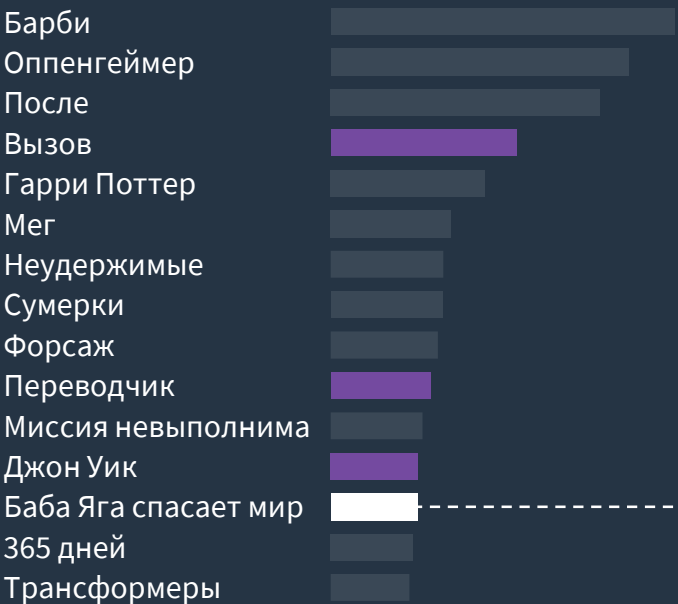 Барби
Оппенгеймер
После
Вызов
Гарри Поттер
Мег
Неудержимые
Сумерки
Форсаж
Переводчик
Миссия невыполнима
Джон Уик
Баба Яга спасает мир
365 дней
Трансформеры